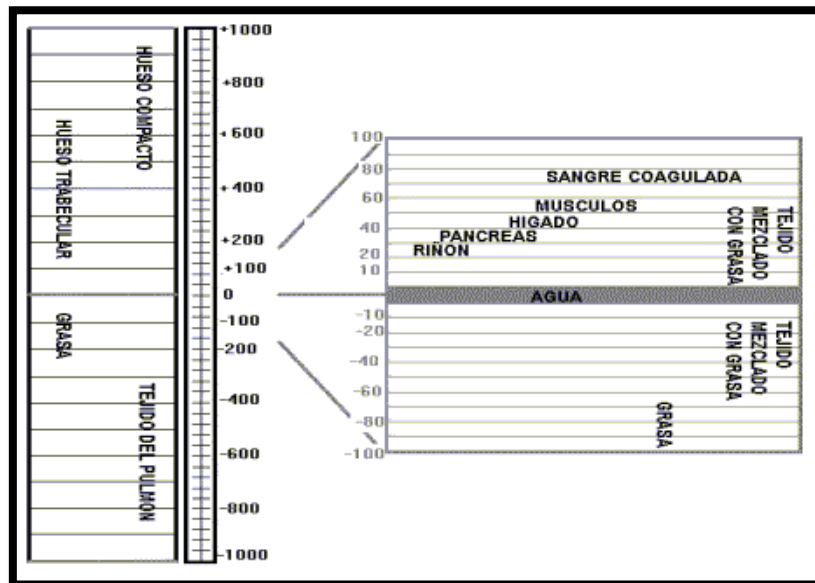 HUESO COMPACTO
HUESO TRABECULAR
GRASA
TEJIDO DEL PULMON
+1000
+800
+600
+400
+200
+100
0
-100
-200
-400
-600
-800
-1000
100
80
60
40
20
10
-10
-20
-40
-60
-80
-100
SANGRE COAGULADA
MUSCULOS
HIGADO
PANCREAS
RIÑON
TEJIDO
MEZCLADO
CON GRASA
AGUA
TEJIDO
MEZCLADO
CON GRASA
GRASA